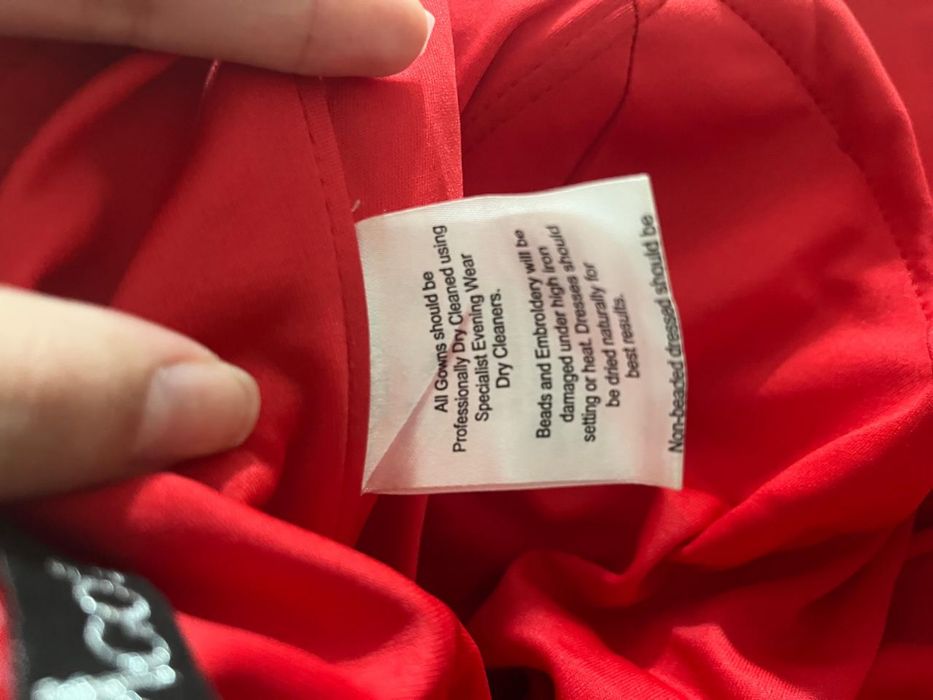 All Gowns should be
Professionally Dry Cleaned using
Specialist Evening Wear
Dry Cleaners.
Beads and Embroldery will be
damaged under high iron
setting or heat. Dresses should
be dried naturally for
best results.
Non-beaded dressed should be